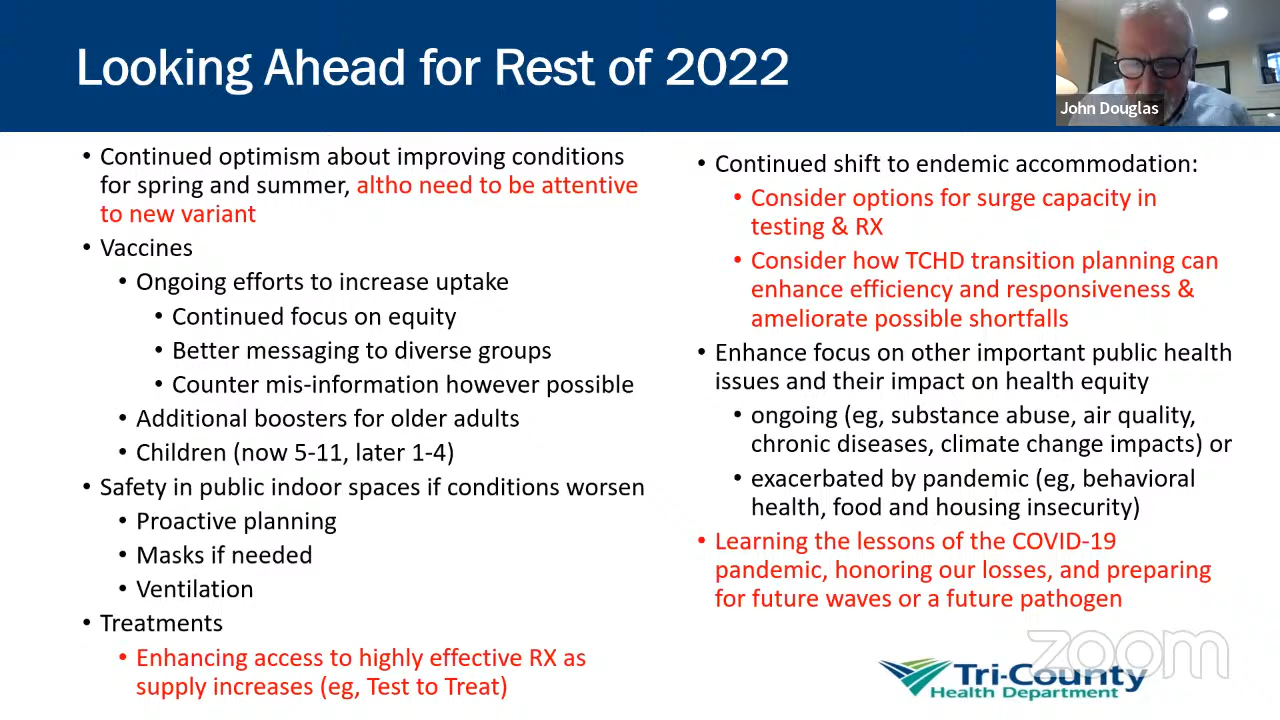 Looking Ahead for Rest of 2022
John Douglas
• Continued optimism about improving conditions
for spring and summer, altho need to be attentive
to new variant
• Vaccines
• Ongoing efforts to increase uptake
• Continued focus on equity
• Better messaging to diverse groups
• Counter mis-information however possible
• Additional boosters for older adults
• Children (now 5-11, later 1-4)
• Safety in public indoor spaces if conditions worsen
• Proactive planning
• Masks if needed
• Ventilation
• Treatments
• Enhancing access to highly effective RX as
supply increases (eg, Test to Treat)
• Continued shift to endemic accommodation:
• Consider options for surge capacity in
testing & RX
• Consider how TCHD transition planning can
enhance efficiency and responsiveness &
ameliorate possible shortfalls
• Enhance focus on other important public health
issues and their impact on health equity
• ongoing (eg, substance abuse, air quality,
chronic diseases, climate change impacts) or
• exacerbated by pandemic (eg, behavioral
health, food and housing insecurity)
• Learning the lessons of the COVID-19
pandemic, honoring our losses, and preparing
for future waves or a future pathogen
zoom
Tri-County
Health Department